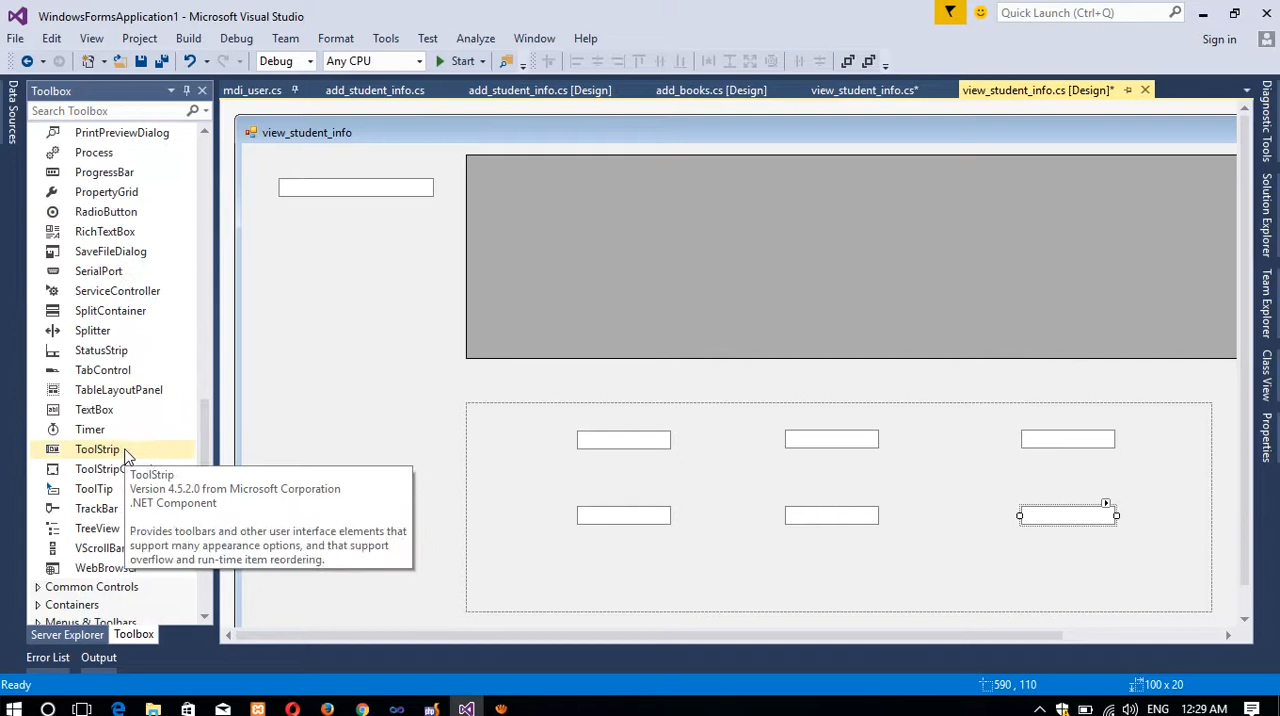 WindowsFormsApplication1 - Microsoft Visual Studio
Quick Launch (Ctrl+Q)
File Edit View Project Build Debug Team Format Tools Test Analyze Window Help
Sign in
Debug Any CPU Start
Data Sources
Toolbox
mdi_user.cs add_student_info.cs add_student_info.cs [Design] add_books.cs [Design] view_student_info.cs* view_student_info.cs [Design]*
Search Toolbox
PrintPreviewDialog
Process
ProgressBar
PropertyGrid
RadioButton
RichTextBox
SaveFileDialog
SerialPort
ServiceController
SplitContainer
Splitter
StatusStrip
TabControl
TableLayoutPanel
TextBox
Timer
ToolStrip
ToolTip
TrackBar
TreeView
Common Controls
Containers
Menus & Toolbars
ToolStrip
Version 4.5.2.0 from Microsoft Corporation
.NET Component
Provides toolbars and other user interface elements that
support many appearance options, and that support
overflow and run-time item reordering.
view_student_info
Diagnostic Tools
Solution Explorer
Team Explorer
Class View
Properties
Server Explorer Toolbox
Error List Output
Ready
590 , 110
100 x 20
ENG 12:29 AM